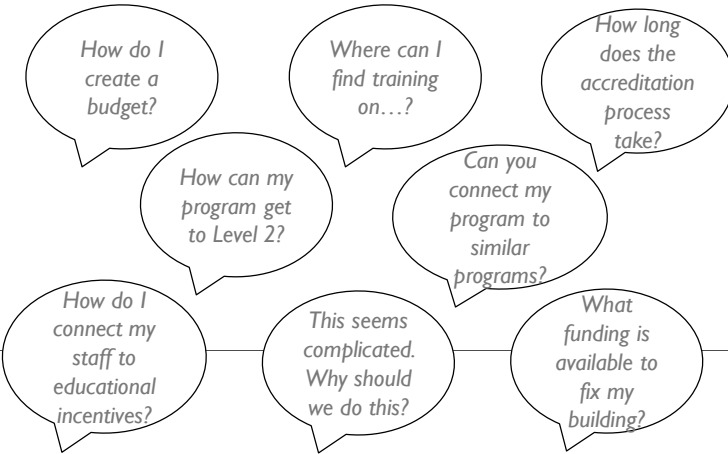 How do I
create a
budget?
Where can I
find training
on…?
How long
does the
accreditation
process
take?
How can my
program get
to Level 2?
Can you
connect my
program to
similar
programs?
How do I
connect my
staff to
educational
incentives?
This seems
complicated.
Why should
we do this?
What
funding is
available to
fix my
building?